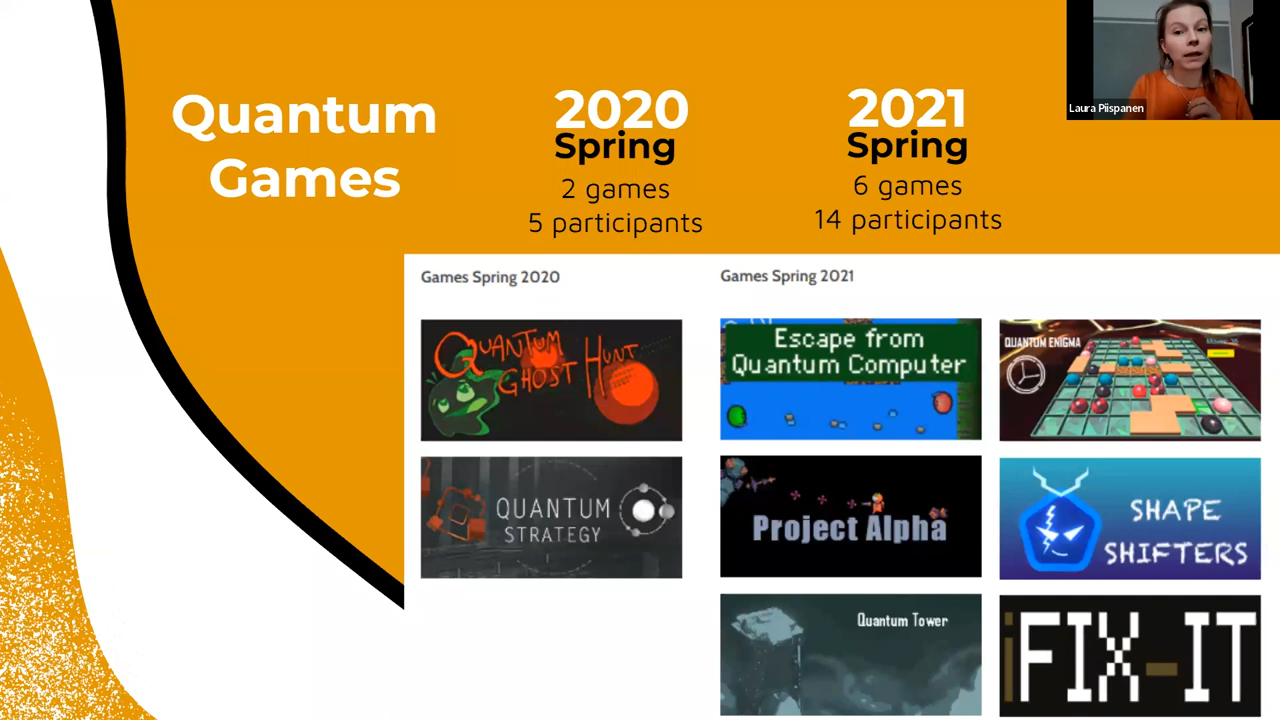 Quantum
Games
2020
Spring
2 games
5 participants
2021
Spring
6 games
14 participants
Laura Piispanen
Games Spring 2020
Games Spring 2021
QUANTUM
GHOST HUNT
QUANTUM
STRATEGY
Escape from
Quantum Computer
QUANTUM ENIGMA
Project Alpha
SHAPE
SHIFTERS
Quantum Tower
iFIX-IT